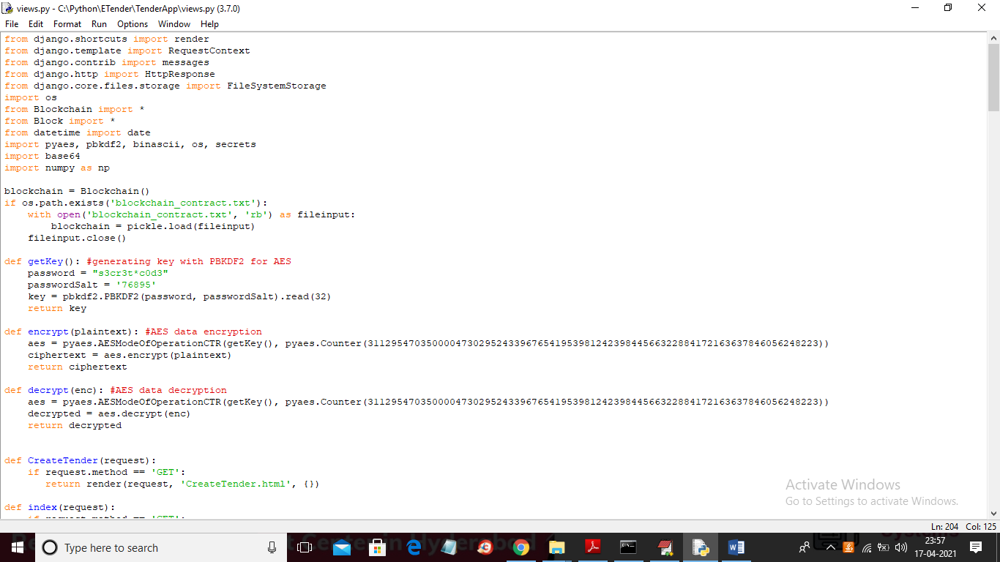 views.py - C:\Python\ETender\TenderApp\views.py (3.7.0)
File Edit Format Run Options Window Help
from django.shortcuts import render
from django.template import RequestContext
from django.contrib import messages
from django.http import HttpResponse
from django.core.files.storage import FileSystemStorage
import os
from Blockchain import *
from Block import *
from datetime import date
import pyaes, pbkdf2, binascii, os, secrets
import base64
import numpy as np
blockchain = Blockchain()
if os.path.exists('blockchain_contract.txt'):
    with open('blockchain_contract.txt', 'rb') as fileinput:
        blockchain = pickle.load(fileinput)
    fileinput.close()
def getKey(): #generating key with PBKDF2 for AES
    password = "s3cr3t*c0d3"
    passwordSalt = '76895'
    key = pbkdf2.PBKDF2(password, passwordSalt).read(32)
    return key
def encrypt(plaintext): #AES data encryption
    aes = pyaes.AESModeOfOperationCTR(getKey(), pyaes.Counter(31129547035000047302952433967654195398124239844566322884172163637846056248223))
    ciphertext = aes.encrypt(plaintext)
    return ciphertext
def decrypt(enc): #AES data decryption
    aes = pyaes.AESModeOfOperationCTR(getKey(), pyaes.Counter(31129547035000047302952433967654195398124239844566322884172163637846056248223))
    decrypted = aes.decrypt(enc)
    return decrypted
def CreateTender(request):
    if request.method == 'GET':
       return render(request, 'CreateTender.html', {})
def index(request):
    if request.method == 'GET':
Activate Windows
Go to Settings to activate Windows.
Ln: 204 Col: 125
Type here to search
23:57
17-04-2021